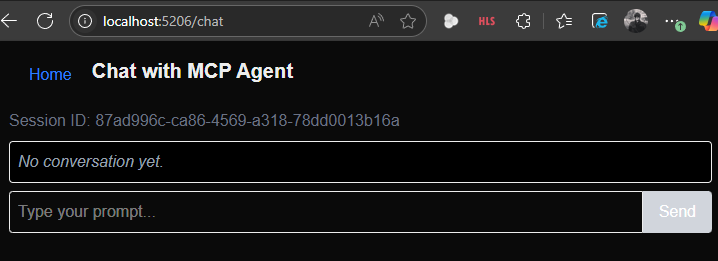 localhost:5206/chat
HLS
Home
Chat with MCP Agent
Session ID: 87ad996c-ca86-4569-a318-78dd0013b16a
No conversation yet.
Type your prompt...
Send